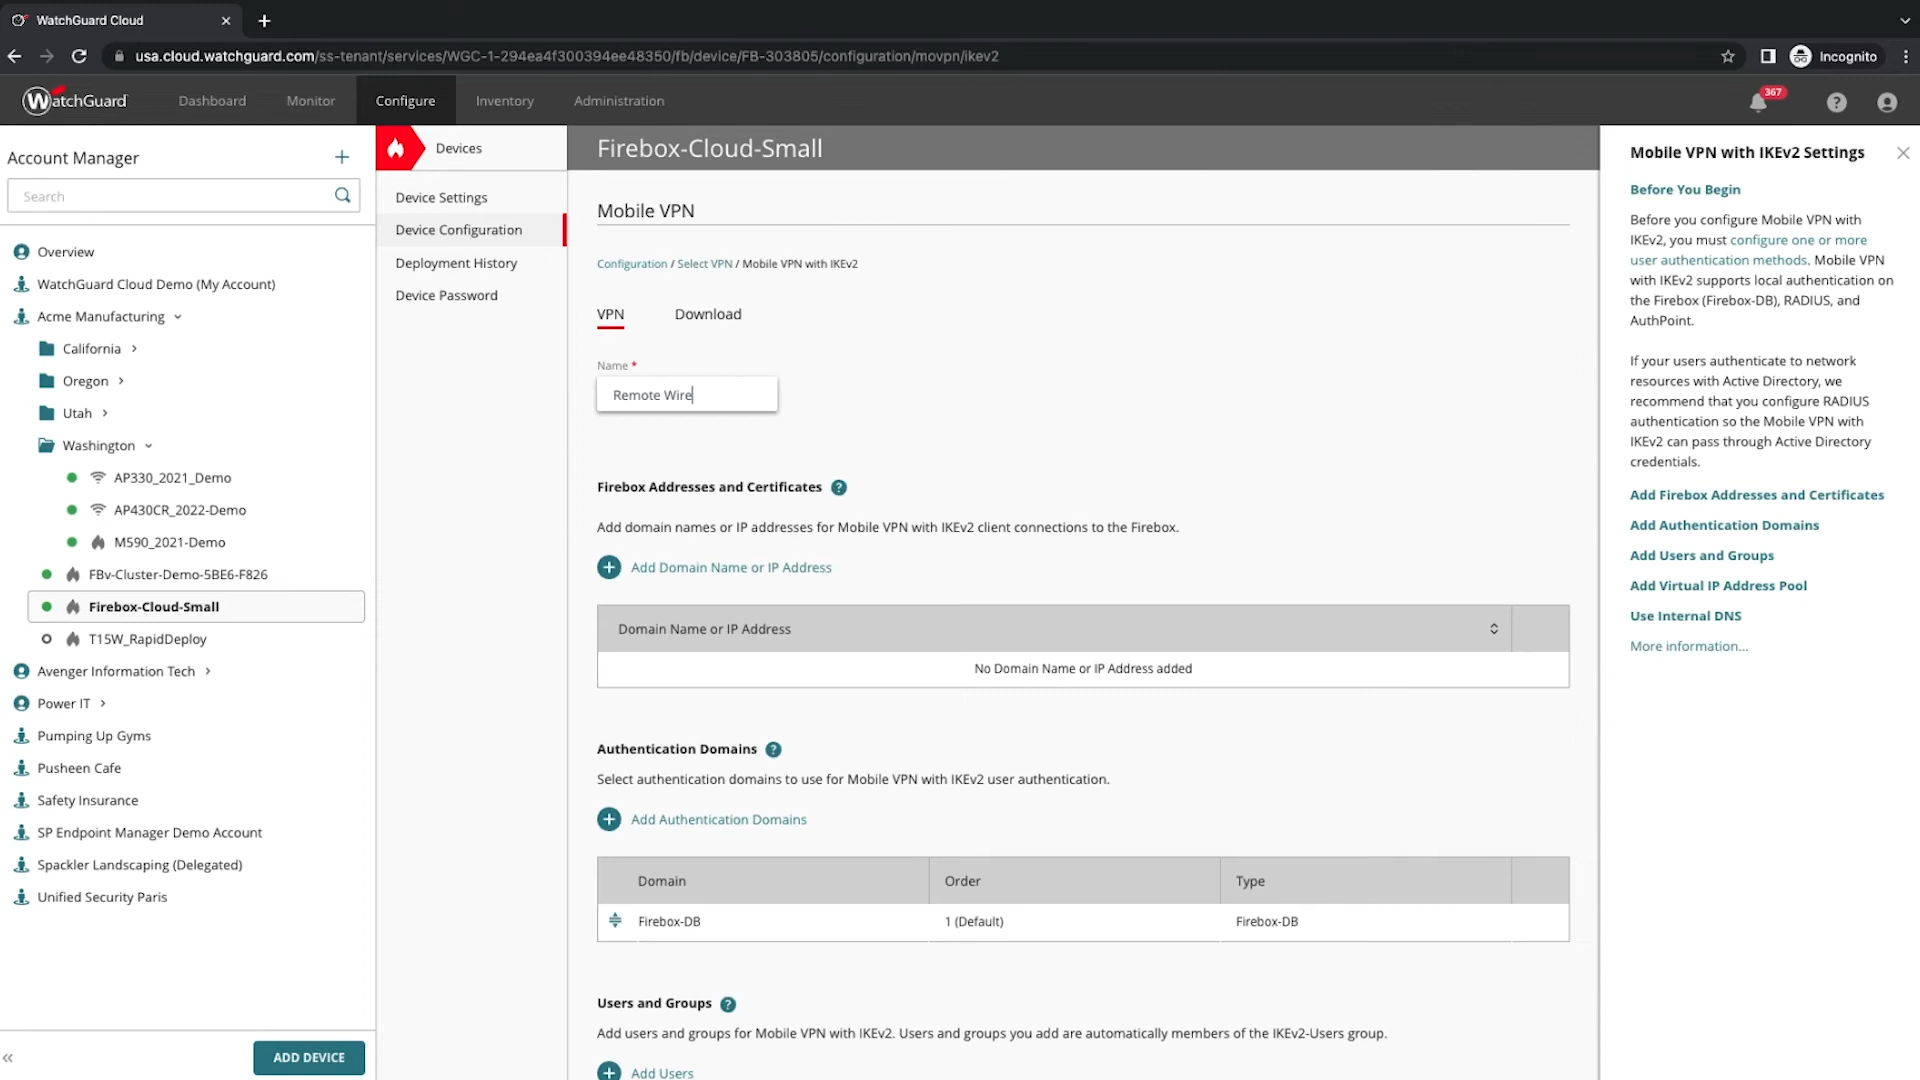 WatchGuard Cloud
usa.cloud.watchguard.com/ss-tenant/services/WGC-1-294ea4f300394ee48350/fb/device/FB-303805/configuration/movpn/ikev2
Incognito
WatchGuard
Dashboard
Monitor
Configure
Inventory
Administration
367
Account Manager
Search
Overview
WatchGuard Cloud Demo (My Account)
Acme Manufacturing
California
Oregon
Utah
Washington
AP330_2021_Demo
AP430CR_2022-Demo
M590_2021-Demo
FBv-Cluster-Demo-5BE6-F826
Firebox-Cloud-Small
T15W_RapidDeploy
Avenger Information Tech
Power IT
Pumping Up Gyms
Pusheen Cafe
Safety Insurance
SP Endpoint Manager Demo Account
Spackler Landscaping (Delegated)
Unified Security Paris
ADD DEVICE
Devices
Device Settings
Device Configuration
Deployment History
Device Password
Firebox-Cloud-Small
Mobile VPN
Configuration / Select VPN / Mobile VPN with IKEv2
VPN
Download
Name *
Remote Wire
Firebox Addresses and Certificates ?
Add domain names or IP addresses for Mobile VPN with IKEv2 client connections to the Firebox.
Add Domain Name or IP Address
Domain Name or IP Address
No Domain Name or IP Address added
Authentication Domains ?
Select authentication domains to use for Mobile VPN with IKEv2 user authentication.
Add Authentication Domains
Domain Order Type
Firebox-DB 1 (Default) Firebox-DB
Users and Groups ?
Add users and groups for Mobile VPN with IKEv2. Users and groups you add are automatically members of the IKEv2-Users group.
Add Users
Mobile VPN with IKEv2 Settings
Before You Begin
Before you configure Mobile VPN with
IKEv2, you must configure one or more
user authentication methods. Mobile VPN
with IKEv2 supports local authentication on
the Firebox (Firebox-DB), RADIUS, and
AuthPoint.
If your users authenticate to network
resources with Active Directory, we
recommend that you configure RADIUS
authentication so the Mobile VPN with
IKEv2 can pass through Active Directory
credentials.
Add Firebox Addresses and Certificates
Add Authentication Domains
Add Users and Groups
Add Virtual IP Address Pool
Use Internal DNS
More information...